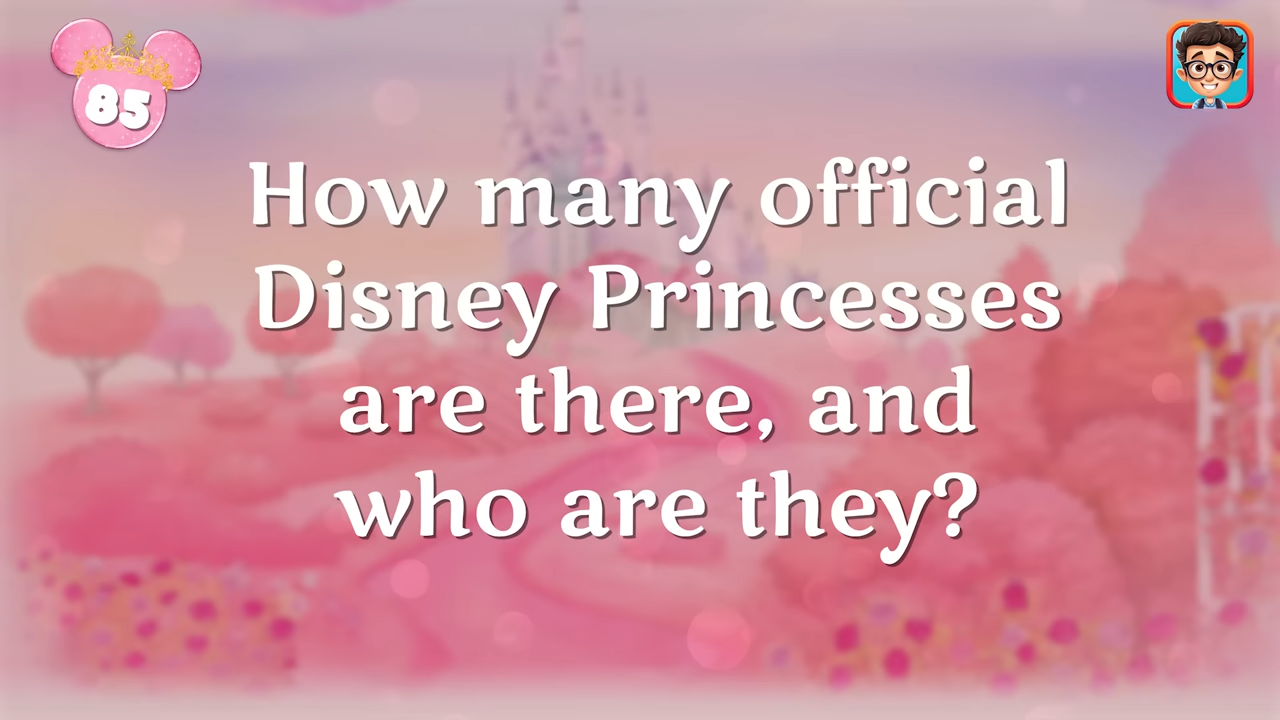 85
How many official
Disney Princesses
are there, and
who are they?